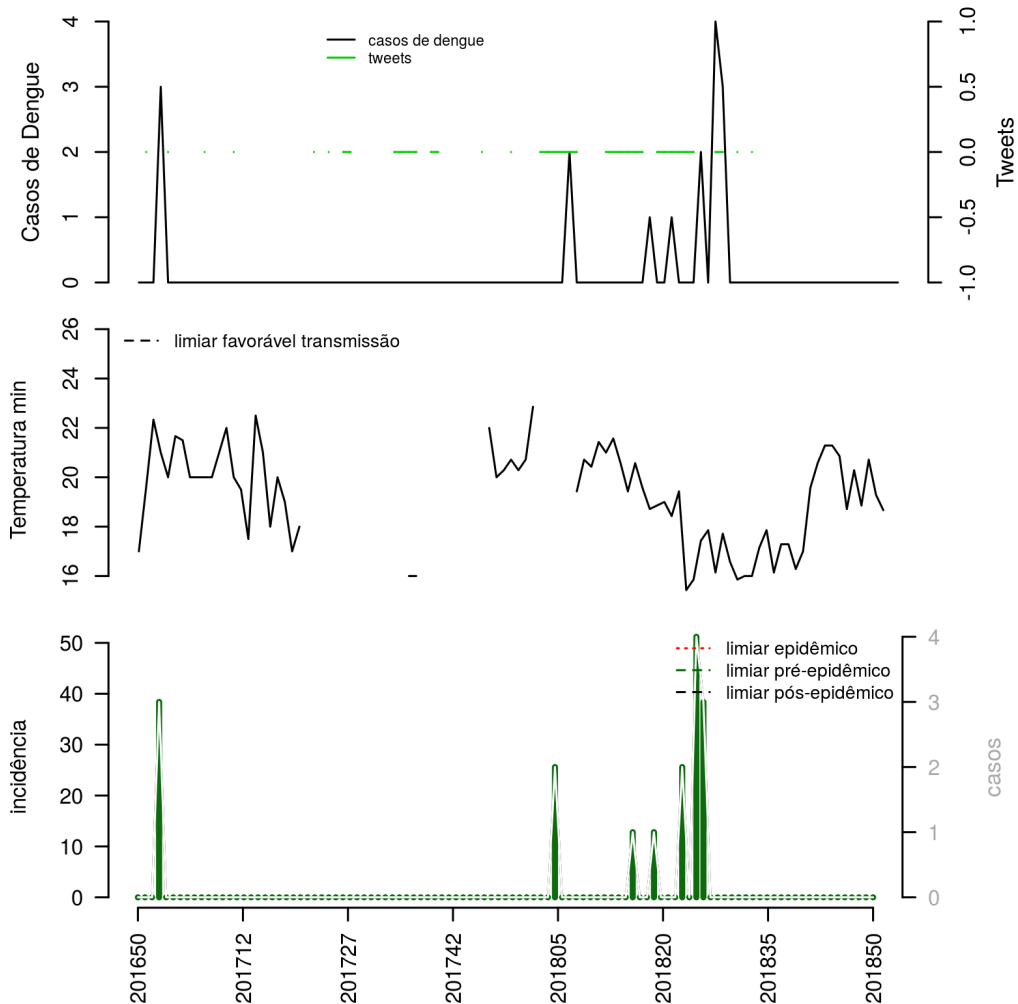 casos de dengue
tweets
Casos de Dengue
0 1 2 3 4
Tweets
-1.0 -0.5 0.0 0.5 1.0
limiar favorável transmissão
Temperatura min
16 18 20 22 24 26
limiar epidêmico
limiar pré-epidêmico
limiar pós-epidêmico
incidência
0 10 20 30 40 50
casos
0 1 2 3 4
201650 201712 201727 201742 201805 201820 201835 201850